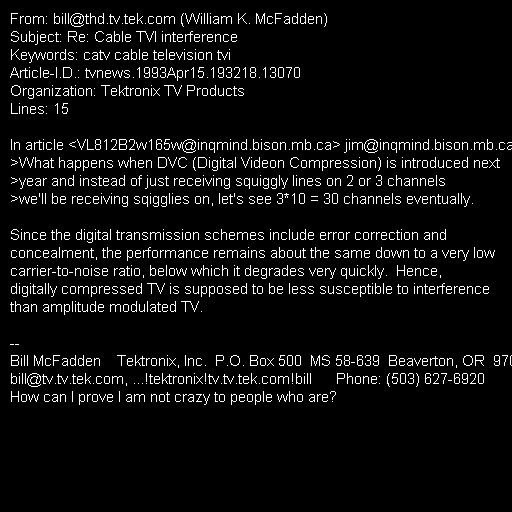 From: bill@thd.tv.tek.com (William K. McFadden)
Subject: Re: Cable TVI interference
Keywords: catv cable television tvi
Article-I.D.: tvnews.1993Apr15.193218.13070
Organization: Tektronix TV Products
Lines: 15

In article <VL812B2w165w@inqmind.bison.mb.ca> jim@inqmind.bison.mb.ca
>What happens when DVC (Digital Videon Compression) is introduced next
>year and instead of just receiving squiggly lines on 2 or 3 channels
>we'll be receiving sqigglies on, let's see 3*10 = 30 channels eventually.

Since the digital transmission schemes include error correction and
concealment, the performance remains about the same down to a very low
carrier-to-noise ratio, below which it degrades very quickly.  Hence,
digitally compressed TV is supposed to be less susceptible to interference
than amplitude modulated TV.

--
Bill McFadden    Tektronix, Inc.  P.O. Box 500  MS 58-639  Beaverton, OR  970
bill@tv.tv.tek.com, ...!tektronix!tv.tv.tek.com!bill      Phone: (503) 627-6920
How can I prove I am not crazy to people who are?